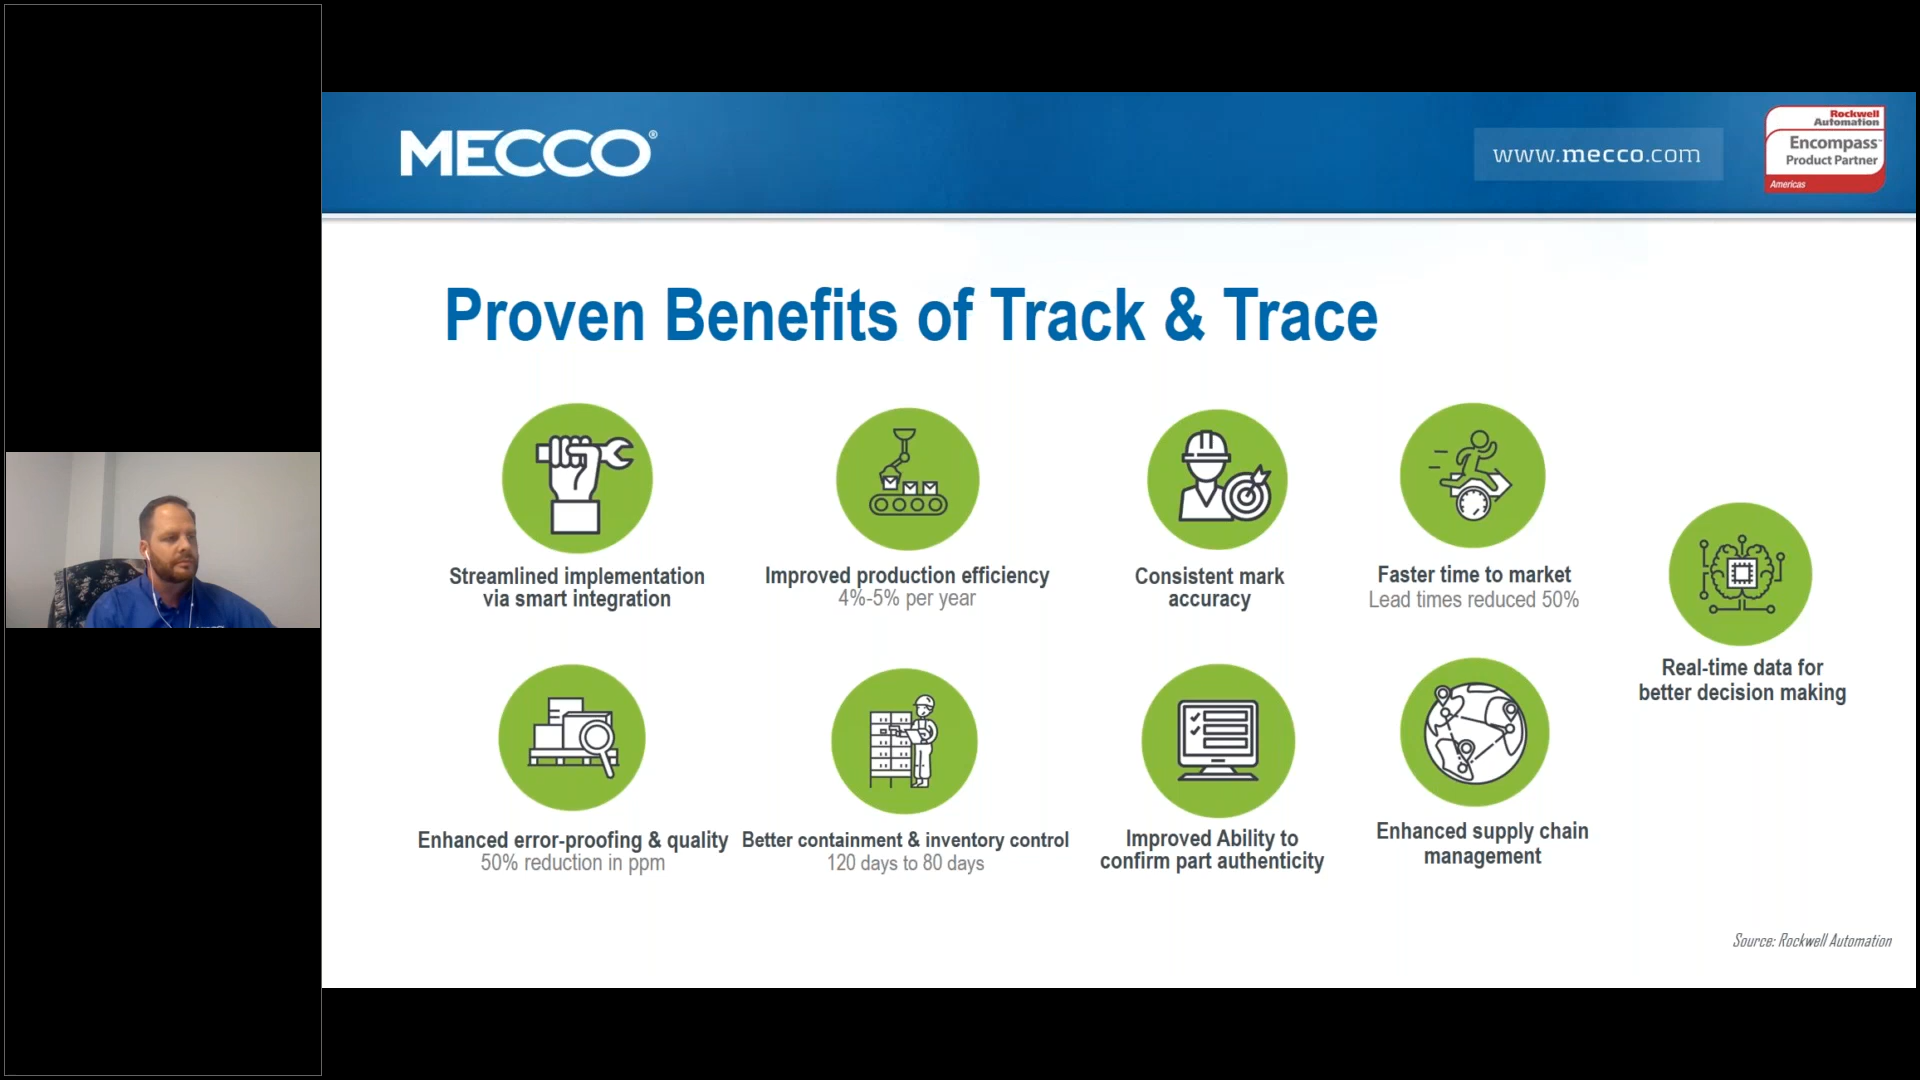 MECCO®
www.mecco.com
Rockwell
Automation
Encompass™
Product Partner
Americas
Proven Benefits of Track & Trace
Streamlined implementation
via smart integration
Improved production efficiency
4%-5% per year
Consistent mark
accuracy
Faster time to market
Lead times reduced 50%
Real-time data for
better decision making
Enhanced error-proofing & quality
50% reduction in ppm
Better containment & inventory control
120 days to 80 days
Improved Ability to
confirm part authenticity
Enhanced supply chain
management
Source: Rockwell Automation